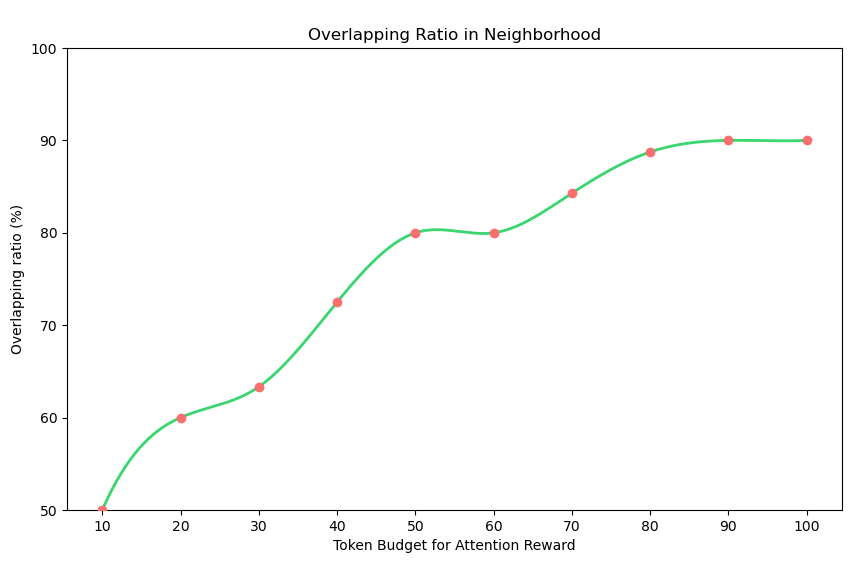 Overlapping Ratio in Neighborhood
Overlapping ratio (%)
100
90
80
70
60
50
10 20 30 40 50 60 70 80 90 100
Token Budget for Attention Reward